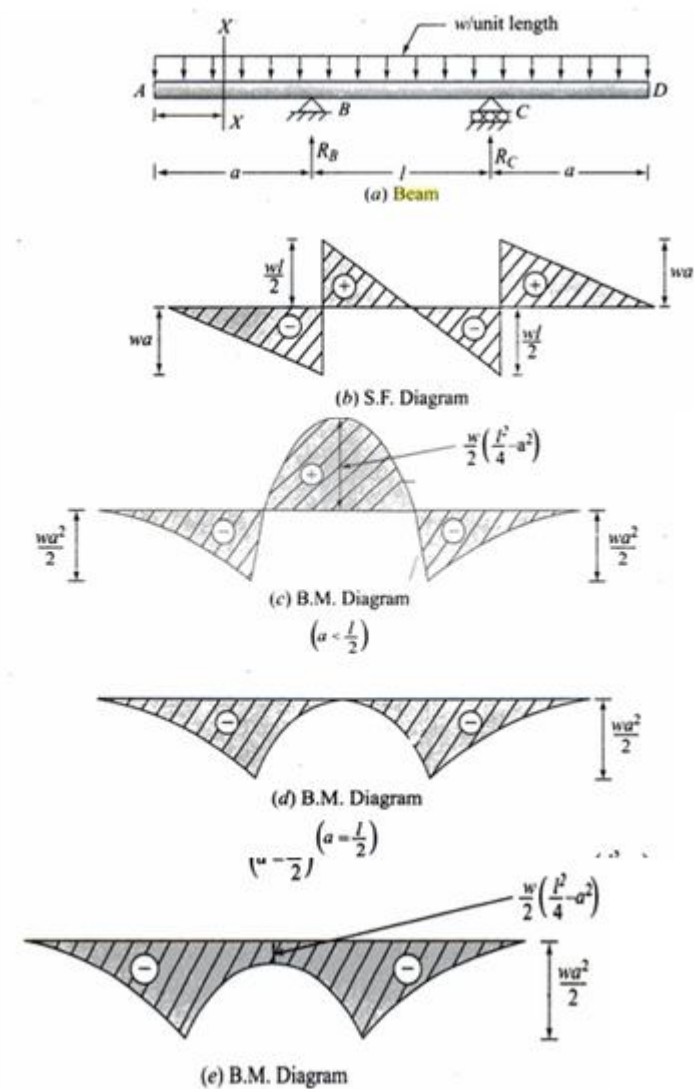 X
w/unit length
A
D
X
B
C
R_B
R_C
a
l
a
(a) Beam
wl/2
+
+
wa
wa
−
−
wl/2
(b) S.F. Diagram
w/2 (l²/4 − a²)
+
wa²/2
−
−
wa²/2
(c) B.M. Diagram
(a < l/2)
−
−
wa²/2
(d) B.M. Diagram
(a = l/2)
w/2 (l²/4 − a²)
−
−
wa²/2
(e) B.M. Diagram